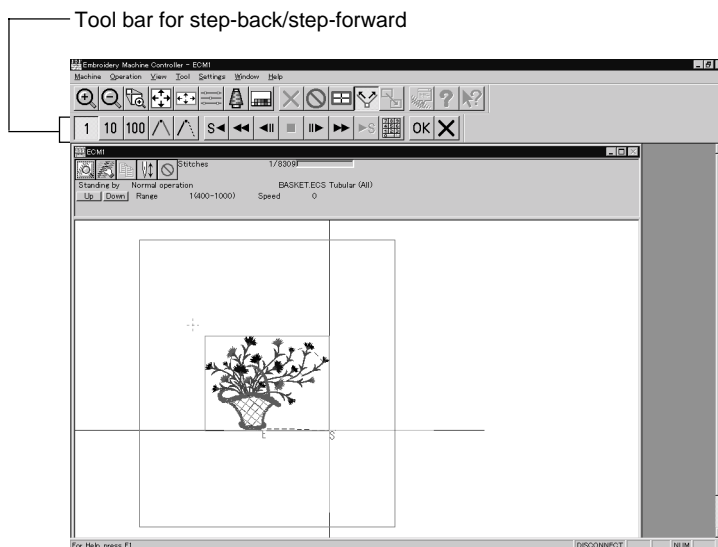 Tool bar for step-back/step-forward
Embroidery Machine Controller - ECM1
Machine Operation View Tool Settings Window Help
1 10 100 S S OK
ECM1
Stitches 1/8309
Standing by Normal operation BASKET.ECS Tubular (All)
Up Down Range 1(400-1000) Speed 0
E S
For Help, press F1 DISCONNECT NUM